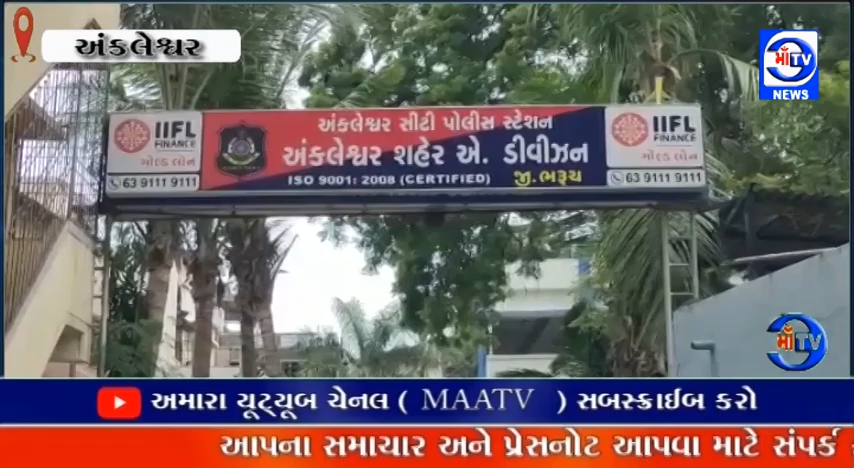 અંકલેશ્વર
માઁ TV
NEWS
અંકલેશ્વર સીટી પોલીસ સ્ટેશન
IIFL
FINANCE
ગોલ્ડ લોન
63 9111 9111
અંકલેશ્વર શહેર એ. ડીવીઝન
ISO 9001: 2008 (CERTIFIED) જી.ભરૂચ
IIFL
FINANCE
ગોલ્ડ લોન
63 9111 9111
માઁ TV
અમારા યૂટ્યૂબ ચેનલ ( MAATV ) સબસ્ક્રાઈબ કરો
આપના સમાચાર અને પ્રેસનોટ આપવા માટે સંપર્ક